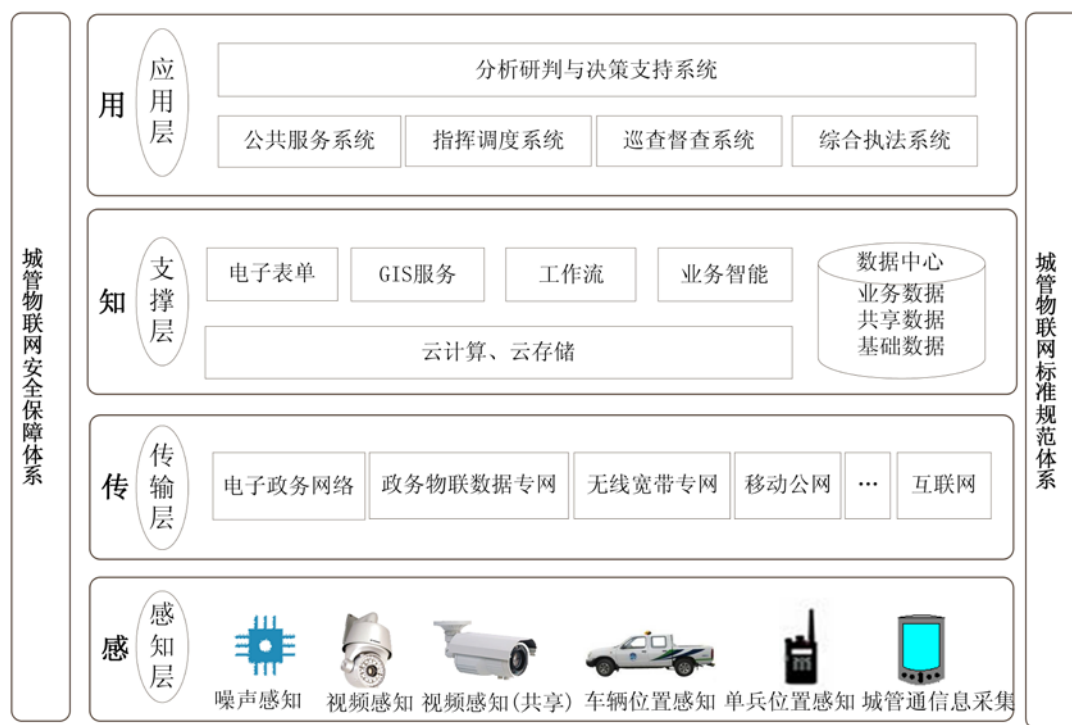 城管物联网安全保障体系
用
应用层
分析研判与决策支持系统
公共服务系统
指挥调度系统
巡查督查系统
综合执法系统
知
支撑层
电子表单
GIS服务
工作流
业务智能
云计算、云存储
数据中心
业务数据
共享数据
基础数据
传
传输层
电子政务网络
政务物联数据专网
无线宽带专网
移动公网
…
互联网
感
感知层
噪声感知
视频感知
视频感知(共享)
车辆位置感知
单兵位置感知
城管通信息采集
城管物联网标准规范体系